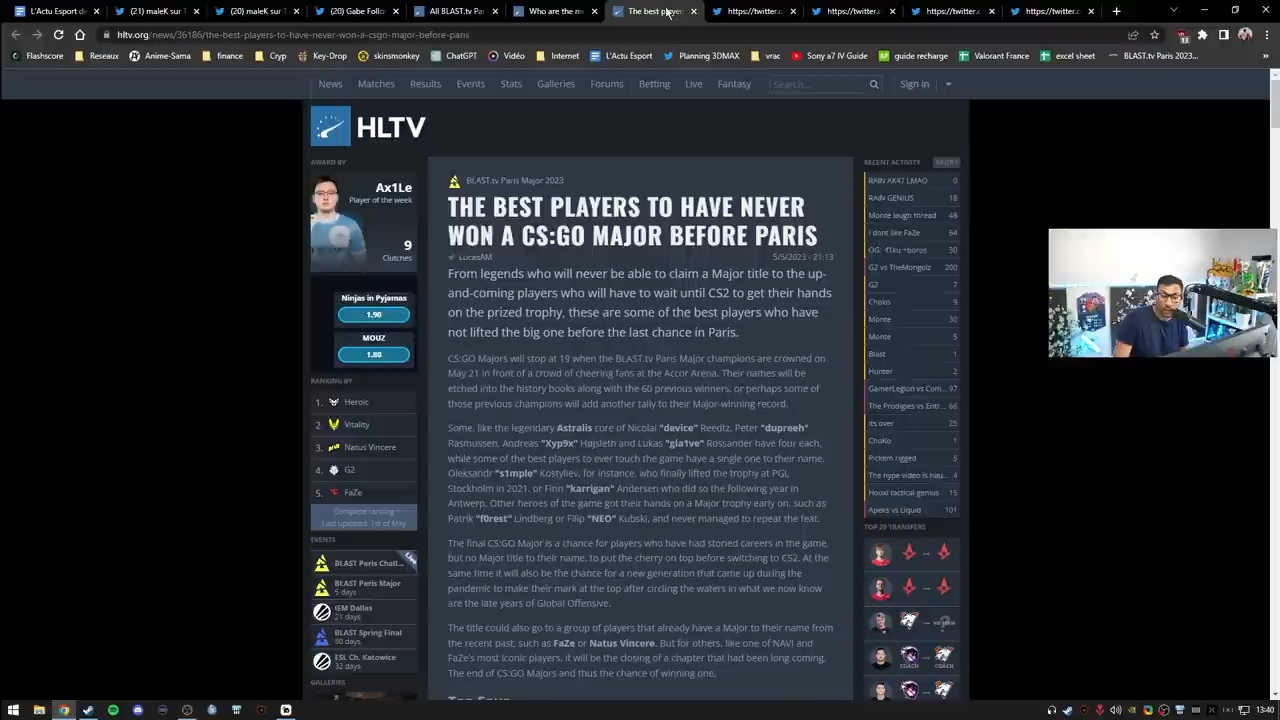 L'Actu Esport d
(21) maleK sur T
(21) maleK sur T
(20) Gabe Follo
All BLAST.tv Pa
Who are the m
The best players
https://twitter.c
https://twitter.c
https://twitter.c
https://twitter.c
hltv.org/news/36186/the-best-players-to-have-never-won-a-csgo-major-before-paris
Flashscore
Reseaux
Anime-Sama
finance
Cryp
Key-Drop
skinsmonkey
ChatGPT
Vidéo
Internet
L'Actu Esport
Planning 3DMAX
vrac
Sony a7 IV Guide
guide recharge
Valorant France
excel sheet
BLAST.tv Paris 2023...
News
Matches
Results
Events
Stats
Galleries
Forums
Betting
Live
Fantasy
Search...
Sign in
HLTV
AWARD BY
Ax1Le
Player of the week
9
Clutches
Ninjas in Pyjamas
1.90
MOUZ
1.80
RANKING BY
1. Heroic
2. Vitality
3. Natus Vincere
4. G2
5. FaZe
Complete ranking
Last updated: 1st of May
EVENTS
BLAST Paris Chall...
BLAST Paris Major
5 days
IEM Dallas
21 days
BLAST Spring Final
ESL Ch. Katowice
32 days
GALLERIES
BLAST.tv Paris Major 2023
THE BEST PLAYERS TO HAVE NEVER
WON A CS:GO MAJOR BEFORE PARIS
LucasAM
5/5/2023 - 21:13
From legends who will never be able to claim a Major title to the up-
and-coming players who will have to wait until CS2 to get their hands
on the prized trophy, these are some of the best players who have
not lifted the big one before the last chance in Paris.
CS:GO Majors will stop at 19 when the BLAST.tv Paris Major champions are crowned on
May 21 in front of a crowd of cheering fans at the Accor Arena. Their names will be
etched into the history books along with the 60 previous winners, or perhaps some of
those previous champions will add another tally to their Major-winning record.
Some, like the legendary Astralis core of Nicolai "device" Reedtz, Peter "dupreeh"
Rasmussen, Andreas "Xyp9x" Højsleth and Lukas "gla1ve" Rossander have four each,
while some of the best players to ever touch the game have a single one to their name.
Oleksandr "s1mple" Kostyliev, for instance, who finally lifted the trophy at PGL
Stockholm in 2021, or Finn "karrigan" Andersen who did so the following year in
Antwerp. Other heroes of the game got their hands on a Major trophy early on, such as
Patrik "f0rest" Lindberg or Filip "NEO" Kubski, and never managed to repeat the feat.
The final CS:GO Major is a chance for players who have had storied careers in the game,
but no Major title to their name, to put the cherry on top before switching to CS2. At the
same time it will also be the chance for a new generation that came up during the
pandemic to make their mark at the top after circling the waters in what we now know
are the late years of Global Offensive.
The title could also go to a group of players that already have a Major to their name from
the recent past, such as FaZe or Natus Vincere. But for others, like one of NAVI and
FaZe's most iconic players, it will be the closing of a chapter that had been long coming.
The end of CS:GO Majors and thus the chance of winning one.
RECENT ACTIVITY
SPORT
RAIN AK47 LMAO 0
RAIN GENIUS 18
Monte laugh thread 48
I dont like FaZe 64
30
G2 vs TheMongolz 200
G2 7
Choko 9
Monte 30
Monte 5
Blast 1
Hunter 2
GamerLegion vs Com... 97
The Prodigies vs Entr... 66
its over 25
ChoKo 1
Pickem rigged 5
The hype video is hau... 4
Houxi tactical genius 15
Apeks vs Liquid 101
TOP 20 TRANSFERS
COACH
COACH
13:40